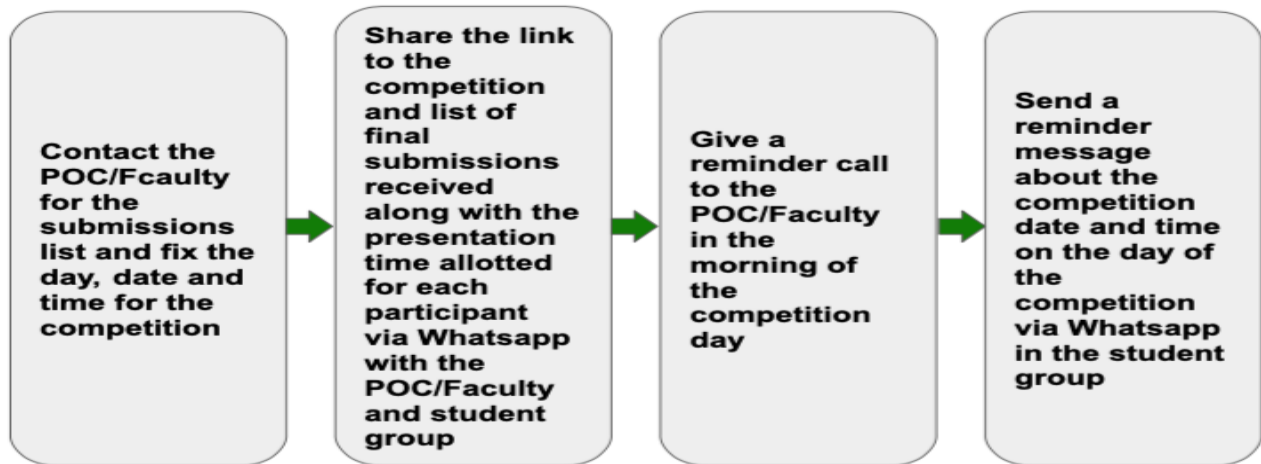 Contact the
POC/Fcaulty
for the
submissions
list and fix the
day, date and
time for the
competition
Share the link
to the
competition
and list of
final
submissions
received
along with the
presentation
time allotted
for each
participant
via Whatsapp
with the
POC/Faculty
and student
group
Give a
reminder call
to the
POC/Faculty
in the
morning of
the
competition
day
Send a
reminder
message
about the
competition
date and time
on the day of
the
competition
via Whatsapp
in the student
group